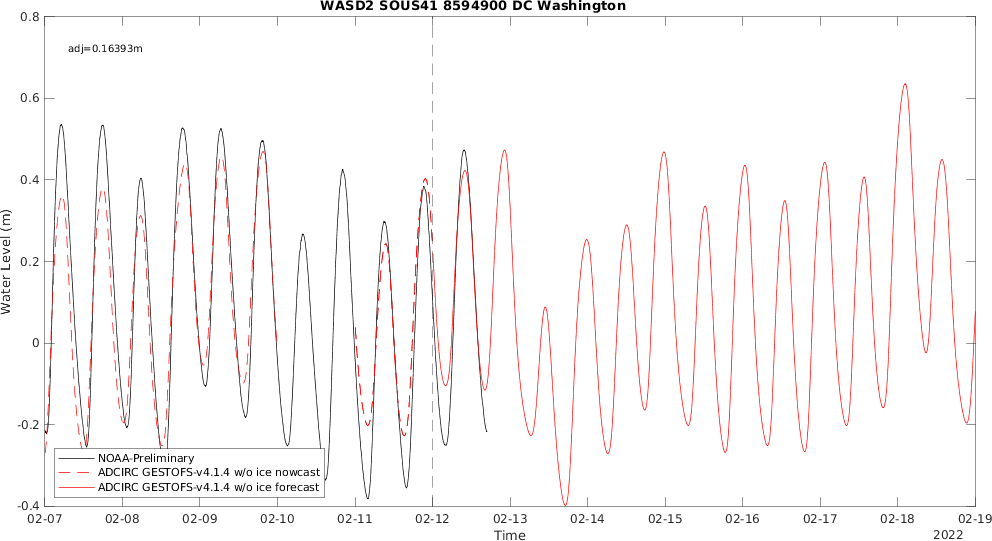 WASD2 SOUS41 8594900 DC Washington
adj=0.16393m
Water Level (m)
0.8
0.6
0.4
0.2
0
-0.2
-0.4
NOAA-Preliminary
ADCIRC GESTOFS-v4.1.4 w/o ice nowcast
ADCIRC GESTOFS-v4.1.4 w/o ice forecast
02-07 02-08 02-09 02-10 02-11 02-12 02-13 02-14 02-15 02-16 02-17 02-18 02-19
Time
2022